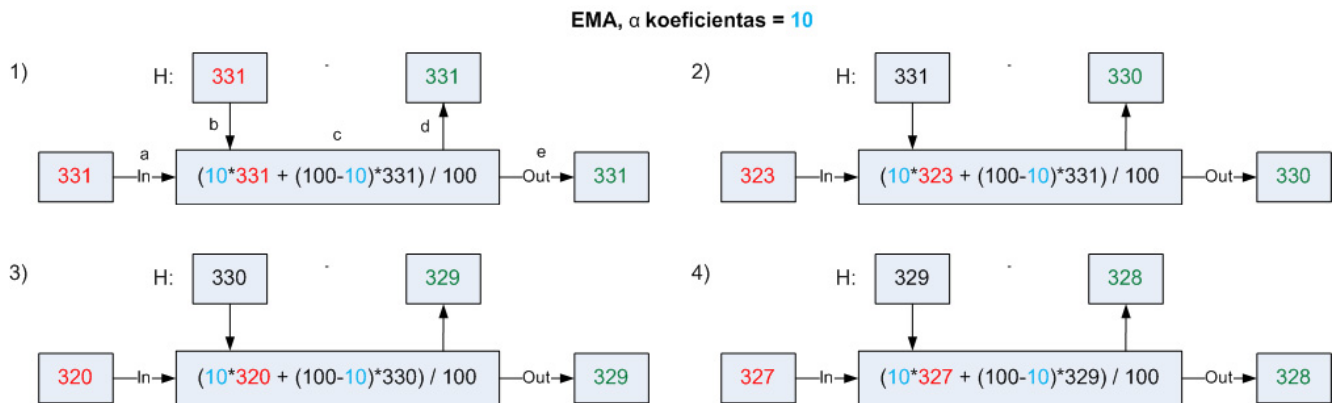 EMA, α koeficientas = 10
1)
H: 331 - 331
b c d
331 a In (10*331 + (100-10)*331) / 100 e Out 331
2)
H: 331 - 330
323 In (10*323 + (100-10)*331) / 100 Out 330
3)
H: 330 - 329
320 In (10*320 + (100-10)*330) / 100 Out 329
4)
H: 329 - 328
327 In (10*327 + (100-10)*329) / 100 Out 328